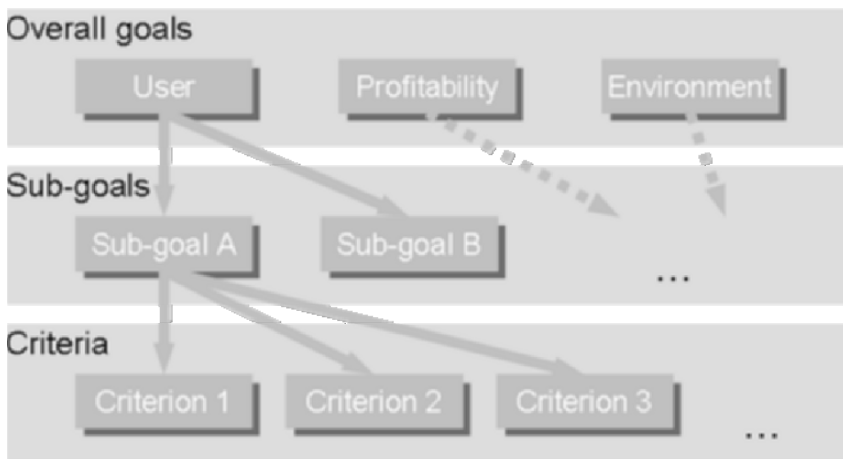 Overall goals
User Profitability Environment
Sub-goals
Sub-goal A Sub-goal B
...
Criteria
Criterion 1 Criterion 2 Criterion 3
...